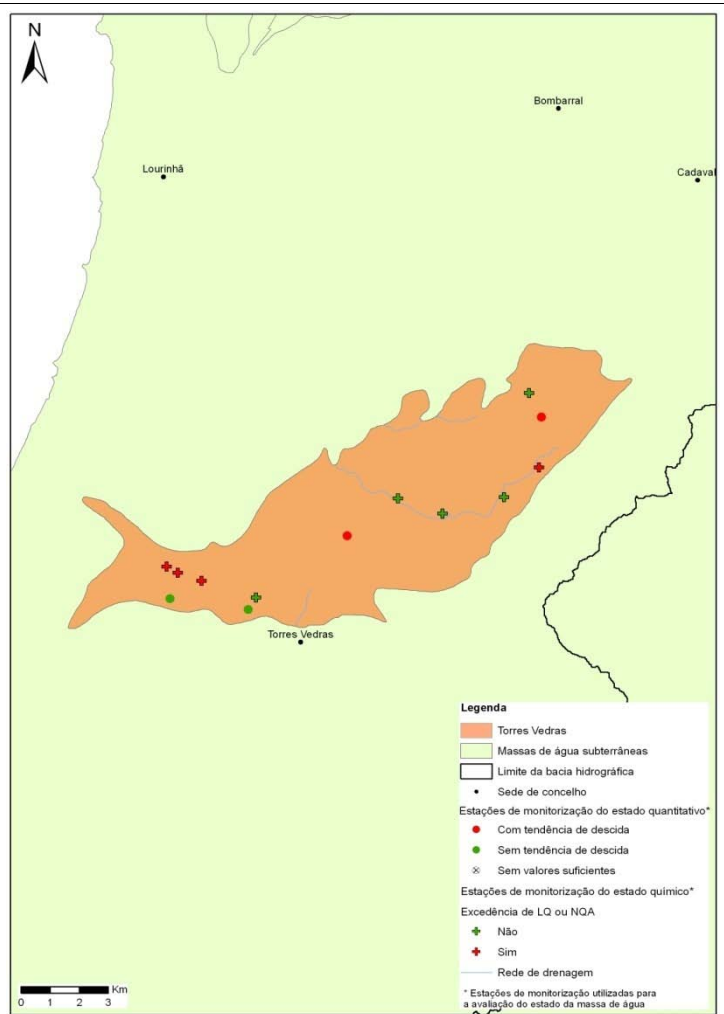 N
Bombarral
Lourinhã
Cadaval
Torres Vedras
Legenda
Torres Vedras
Massas de água subterrâneas
Limite da bacia hidrográfica
Sede de concelho
Estações de monitorização do estado quantitativo*
Com tendência de descida
Sem tendência de descida
Sem valores suficientes
Estações de monitorização do estado químico*
Excedência de LQ ou NQA
Não
Sim
Rede de drenagem
* Estações de monitorização utilizadas para
a avaliação do estado da massa de água
Km
0 1 2 3